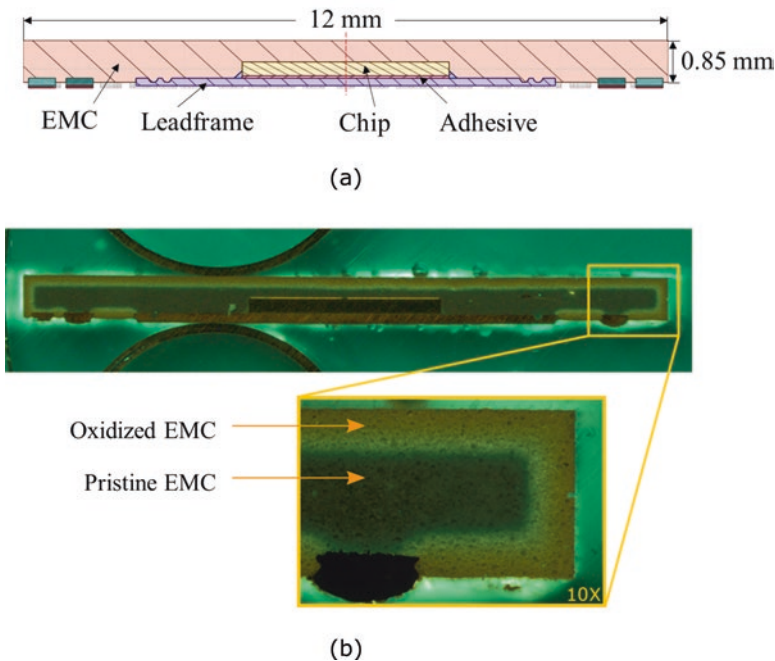 12 mm
0.85 mm
EMC
Leadframe
Chip
Adhesive
(a)
Oxidized EMC
Pristine EMC
10X
(b)